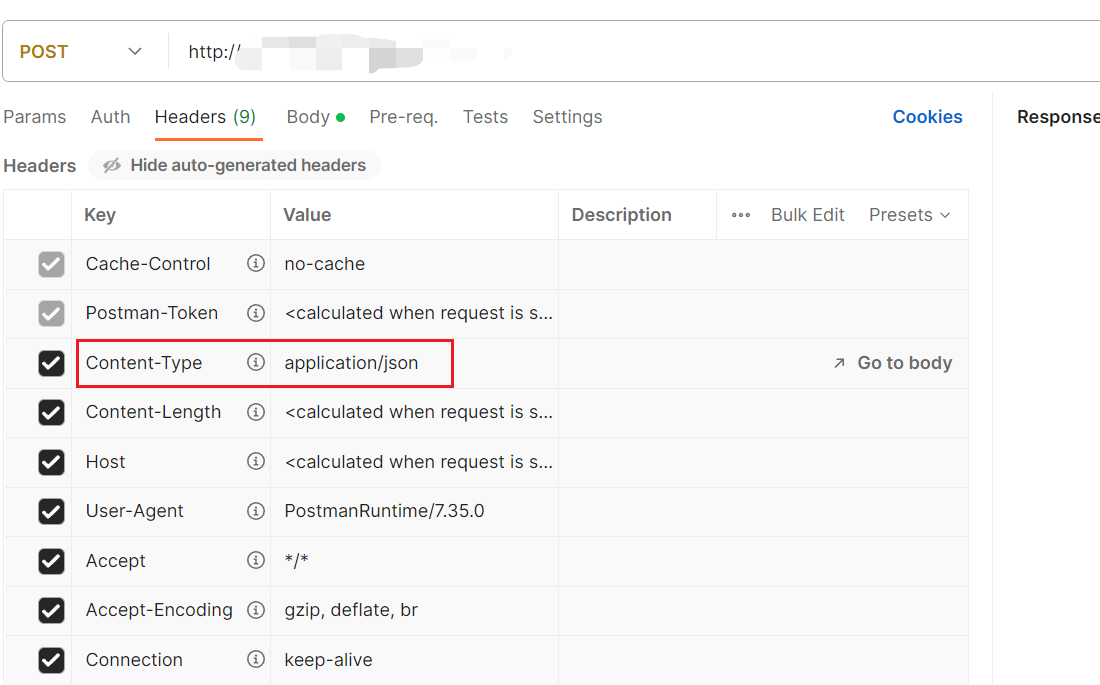 POST http://
Params Auth Headers (9) Body Pre-req. Tests Settings Cookies Response
Headers Hide auto-generated headers
Key Value Description Bulk Edit Presets
Cache-Control no-cache
Postman-Token <calculated when request is s...
Content-Type application/json Go to body
Content-Length <calculated when request is s...
Host <calculated when request is s...
User-Agent PostmanRuntime/7.35.0
Accept */*
Accept-Encoding gzip, deflate, br
Connection keep-alive